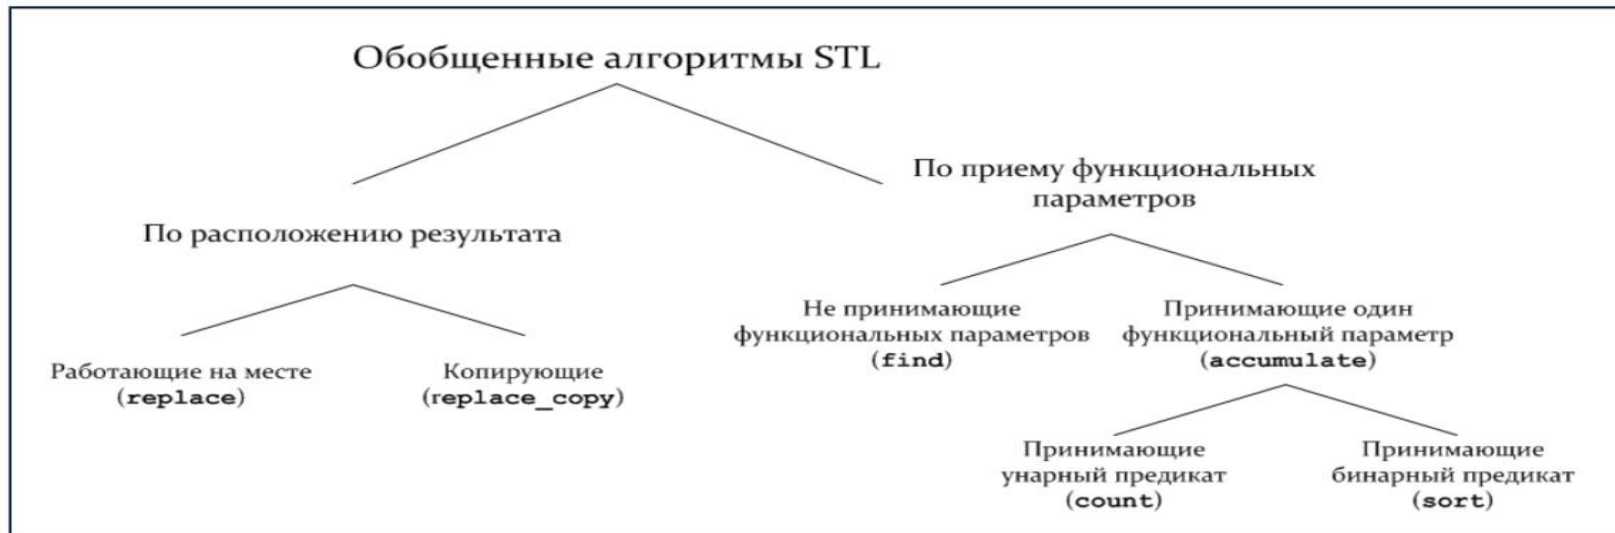 Обобщенные алгоритмы STL
По приему функциональных
параметров
По расположению результата
Не принимающие
функциональных параметров
(find)
Принимающие один
функциональный параметр
(accumulate)
Работающие на месте
(replace)
Копирующие
(replace_copy)
Принимающие
унарный предикат
(count)
Принимающие
бинарный предикат
(sort)